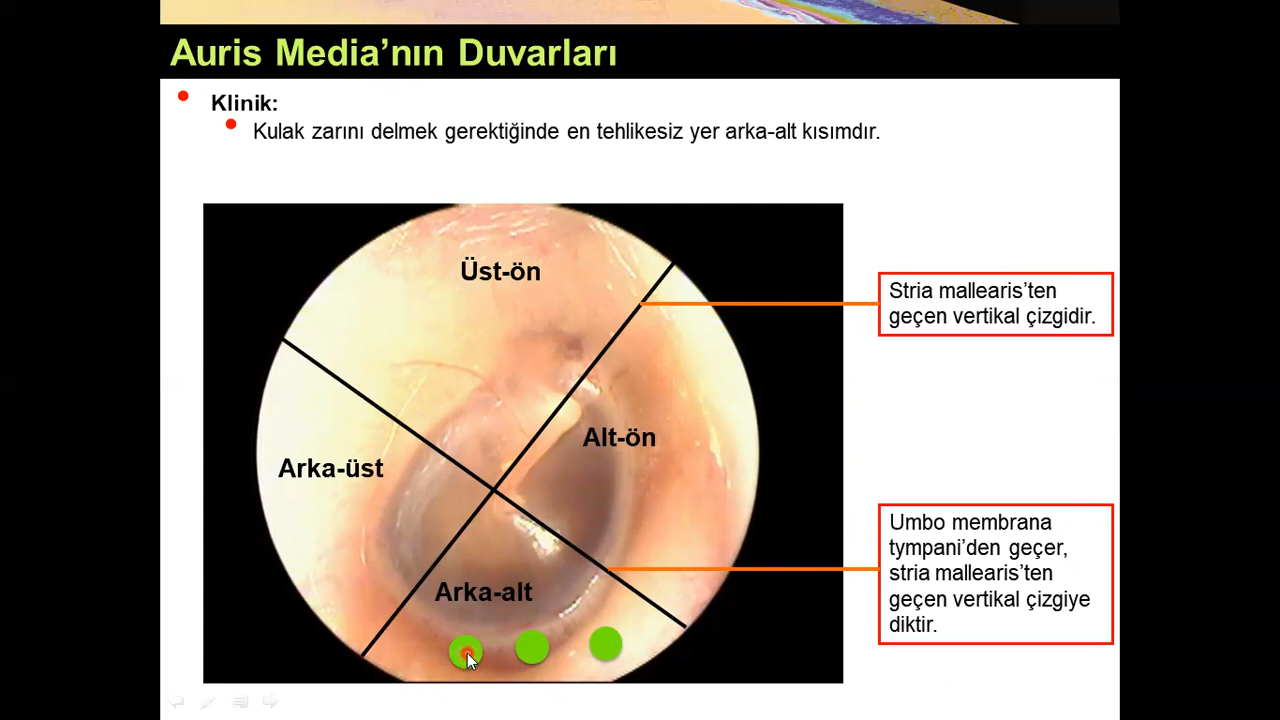 Auris Media’nın Duvarları
Klinik:
Kulak zarını delmek gerektiğinde en tehlikesiz yer arka-alt kısımdır.
Üst-ön
Stria mallearis’ten
geçen vertikal çizgidir.
Alt-ön
Arka-üst
Umbo membrana
tympani’den geçer,
stria mallearis’ten
geçen vertikal çizgiye
diktir.
Arka-alt